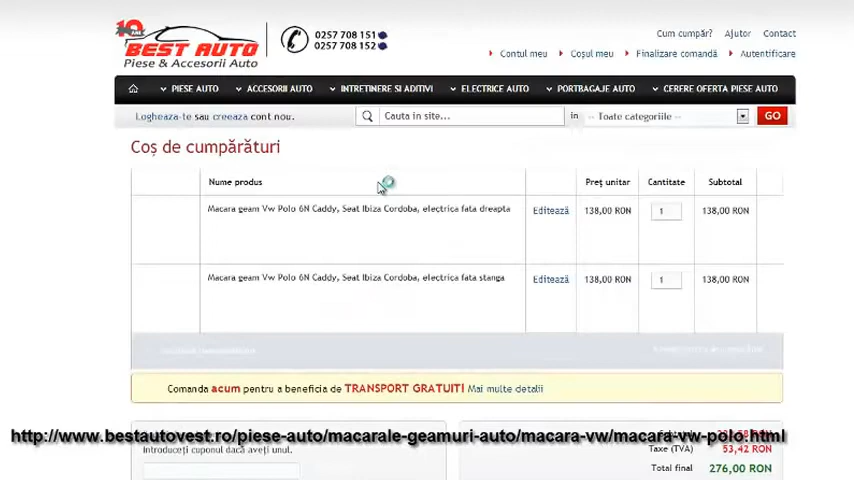 10 ANI
BEST AUTO
Piese & Accesorii Auto
0257 708 151
0257 708 152
Cum cumpăr? Ajutor Contact
Contul meu Coşul meu Finalizare comandă Autentificare
PIESE AUTO ACCESORII AUTO INTRETINERE SI ADITIVI ELECTRICE AUTO PORTBAGAJE AUTO CERERE OFERTA PIESE AUTO
Logheaza-te sau creeaza cont nou. Cauta in site... in -- Toate categoriile -- GO
Coş de cumpărături
Nume produs Preţ unitar Cantitate Subtotal
Macara geam Vw Polo 6N Caddy, Seat Ibiza Cordoba, electrica fata dreapta Editează 138,00 RON 1 138,00 RON
Macara geam Vw Polo 6N Caddy, Seat Ibiza Cordoba, electrica fata stanga Editează 138,00 RON 1 138,00 RON
Comanda acum pentru a beneficia de TRANSPORT GRATUIT! Mai multe detalii
http://www.bestautovest.ro/piese-auto/macarale-geamuri-auto/macara-vw/macara-vw-polo.html
Introduceţi cuponul dacă aveţi unul. Taxe (TVA) 53,42 RON
Total final 276,00 RON